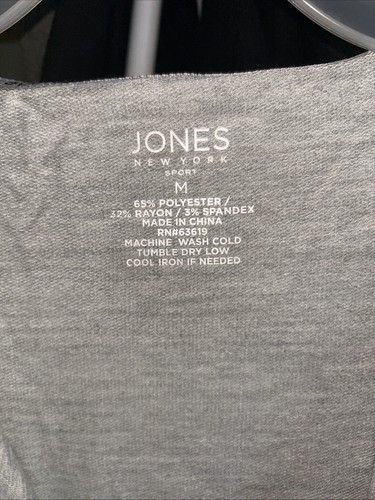 JONES
NEW YORK
SPORT
M
65% POLYESTER /
32% RAYON / 3% SPANDEX
MADE IN CHINA
RN#63619
MACHINE WASH COLD
TUMBLE DRY LOW
COOL IRON IF NEEDED